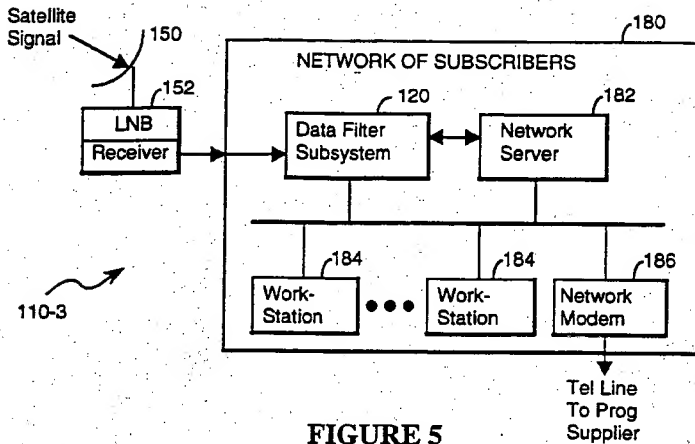 Satellite
Signal
150
152
LNB
Receiver
180
NETWORK OF SUBSCRIBERS
120
Data Filter
Subsystem
182
Network
Server
110-3
184
Work-
Station
184
Work-
Station
186
Network
Modem
Tel Line
To Prog
Supplier
FIGURE 5